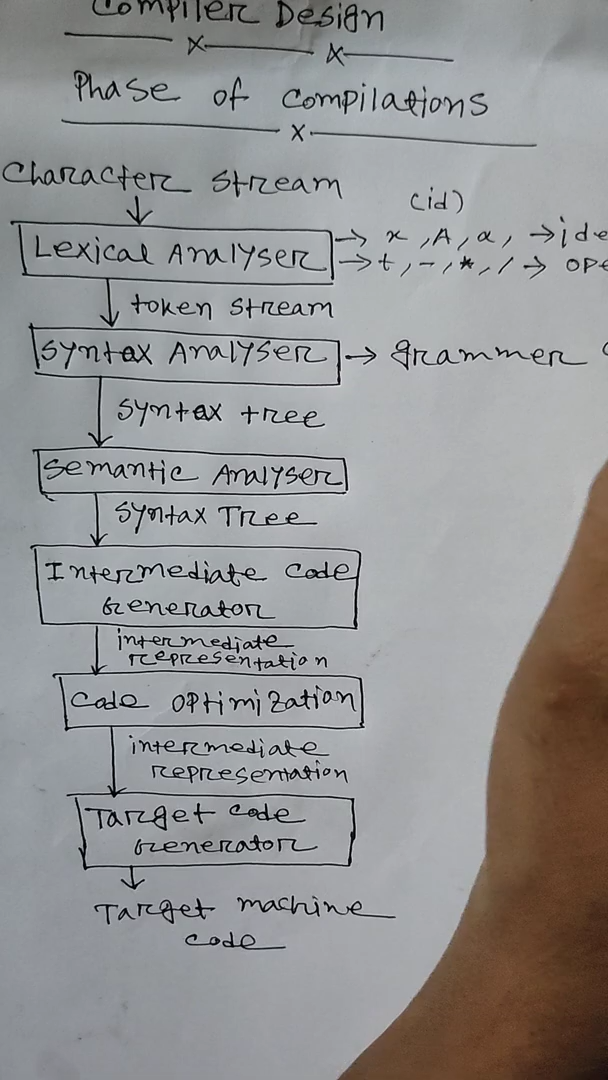 Compiler Design
Phase of Compilations
Character stream
(id)
Lexical Analyser → x, A, a, → ide
→ +, -, *, / → ope
token stream
Syntax Analyser → grammer
Syntax tree
Semantic Analyser
Syntax Tree
Intermediate Code
Generator
intermediate
representation
Code Optimization
intermediate
representation
Target Code
Generator
Target machine
code